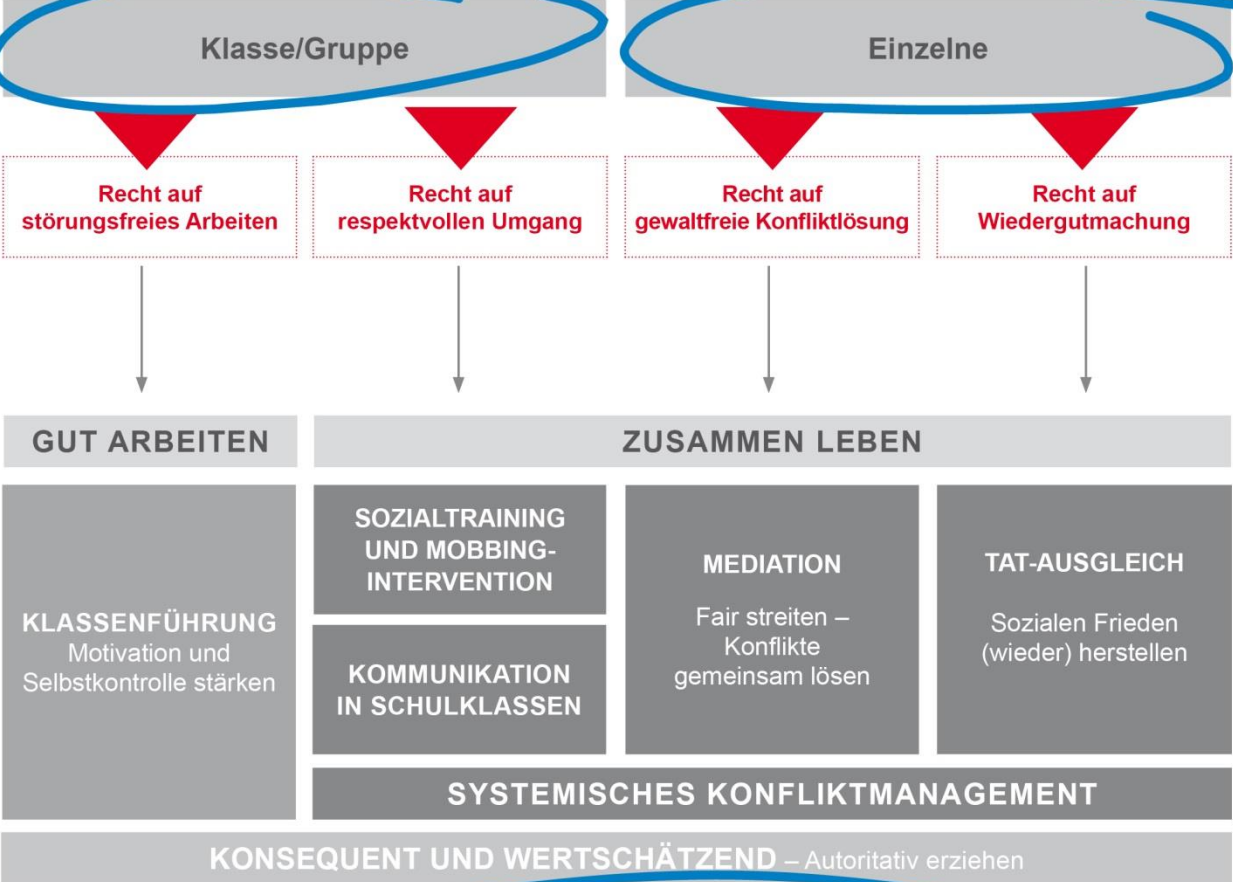 Klasse/Gruppe
Einzelne
Recht auf
störungsfreies Arbeiten
Recht auf
respektvollen Umgang
Recht auf
gewaltfreie Konfliktlösung
Recht auf
Wiedergutmachung
GUT ARBEITEN
ZUSAMMEN LEBEN
KLASSENFÜHRUNG
Motivation und
Selbstkontrolle stärken
SOZIALTRAINING
UND MOBBING-
INTERVENTION
KOMMUNIKATION
IN SCHULKLASSEN
MEDIATION
Fair streiten –
Konflikte
gemeinsam lösen
TAT-AUSGLEICH
Sozialen Frieden
(wieder) herstellen
SYSTEMISCHES KONFLIKTMANAGEMENT
KONSEQUENT UND WERTSCHÄTZEND – Autoritativ erziehen